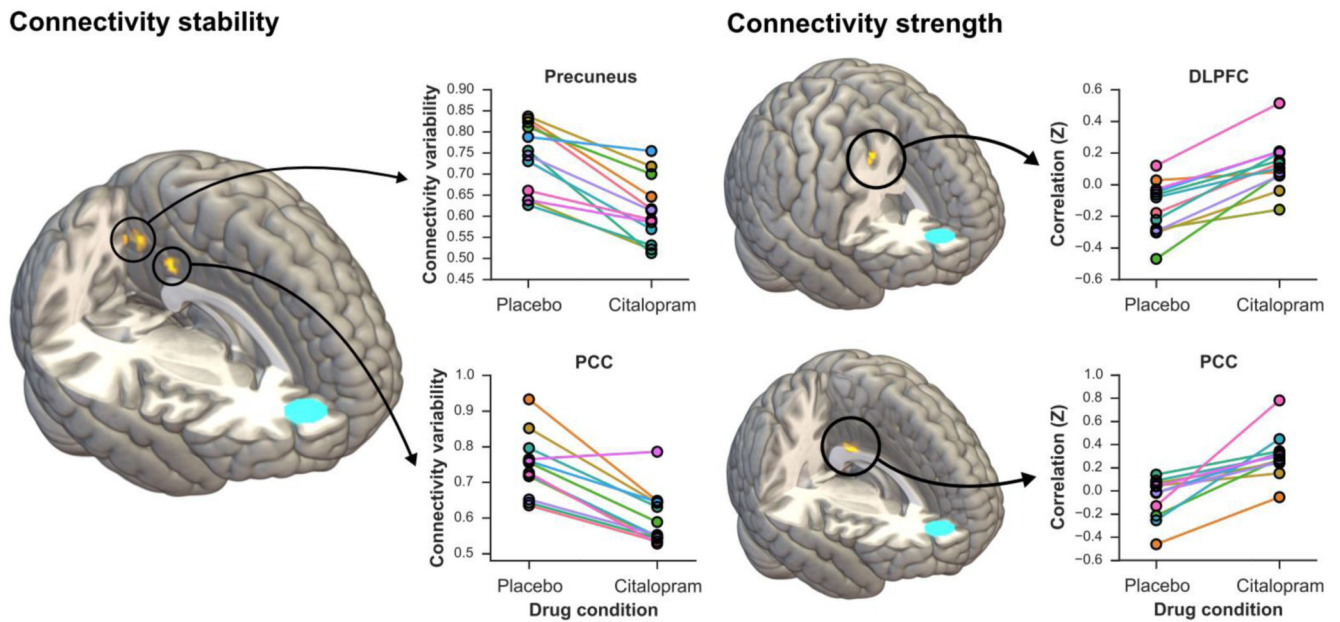 Connectivity stability
Connectivity strength
Precuneus
Connectivity variability
0.90
0.85
0.80
0.75
0.70
0.65
0.60
0.55
0.50
0.45
Placebo
Citalopram
PCC
Connectivity variability
1.0
0.9
0.8
0.7
0.6
0.5
Placebo
Citalopram
Drug condition
DLPFC
Correlation (Z)
0.6
0.4
0.2
0.0
−0.2
−0.4
−0.6
Placebo
Citalopram
PCC
Correlation (Z)
1.0
0.8
0.6
0.4
0.2
0.0
−0.2
−0.4
−0.6
Placebo
Citalopram
Drug condition